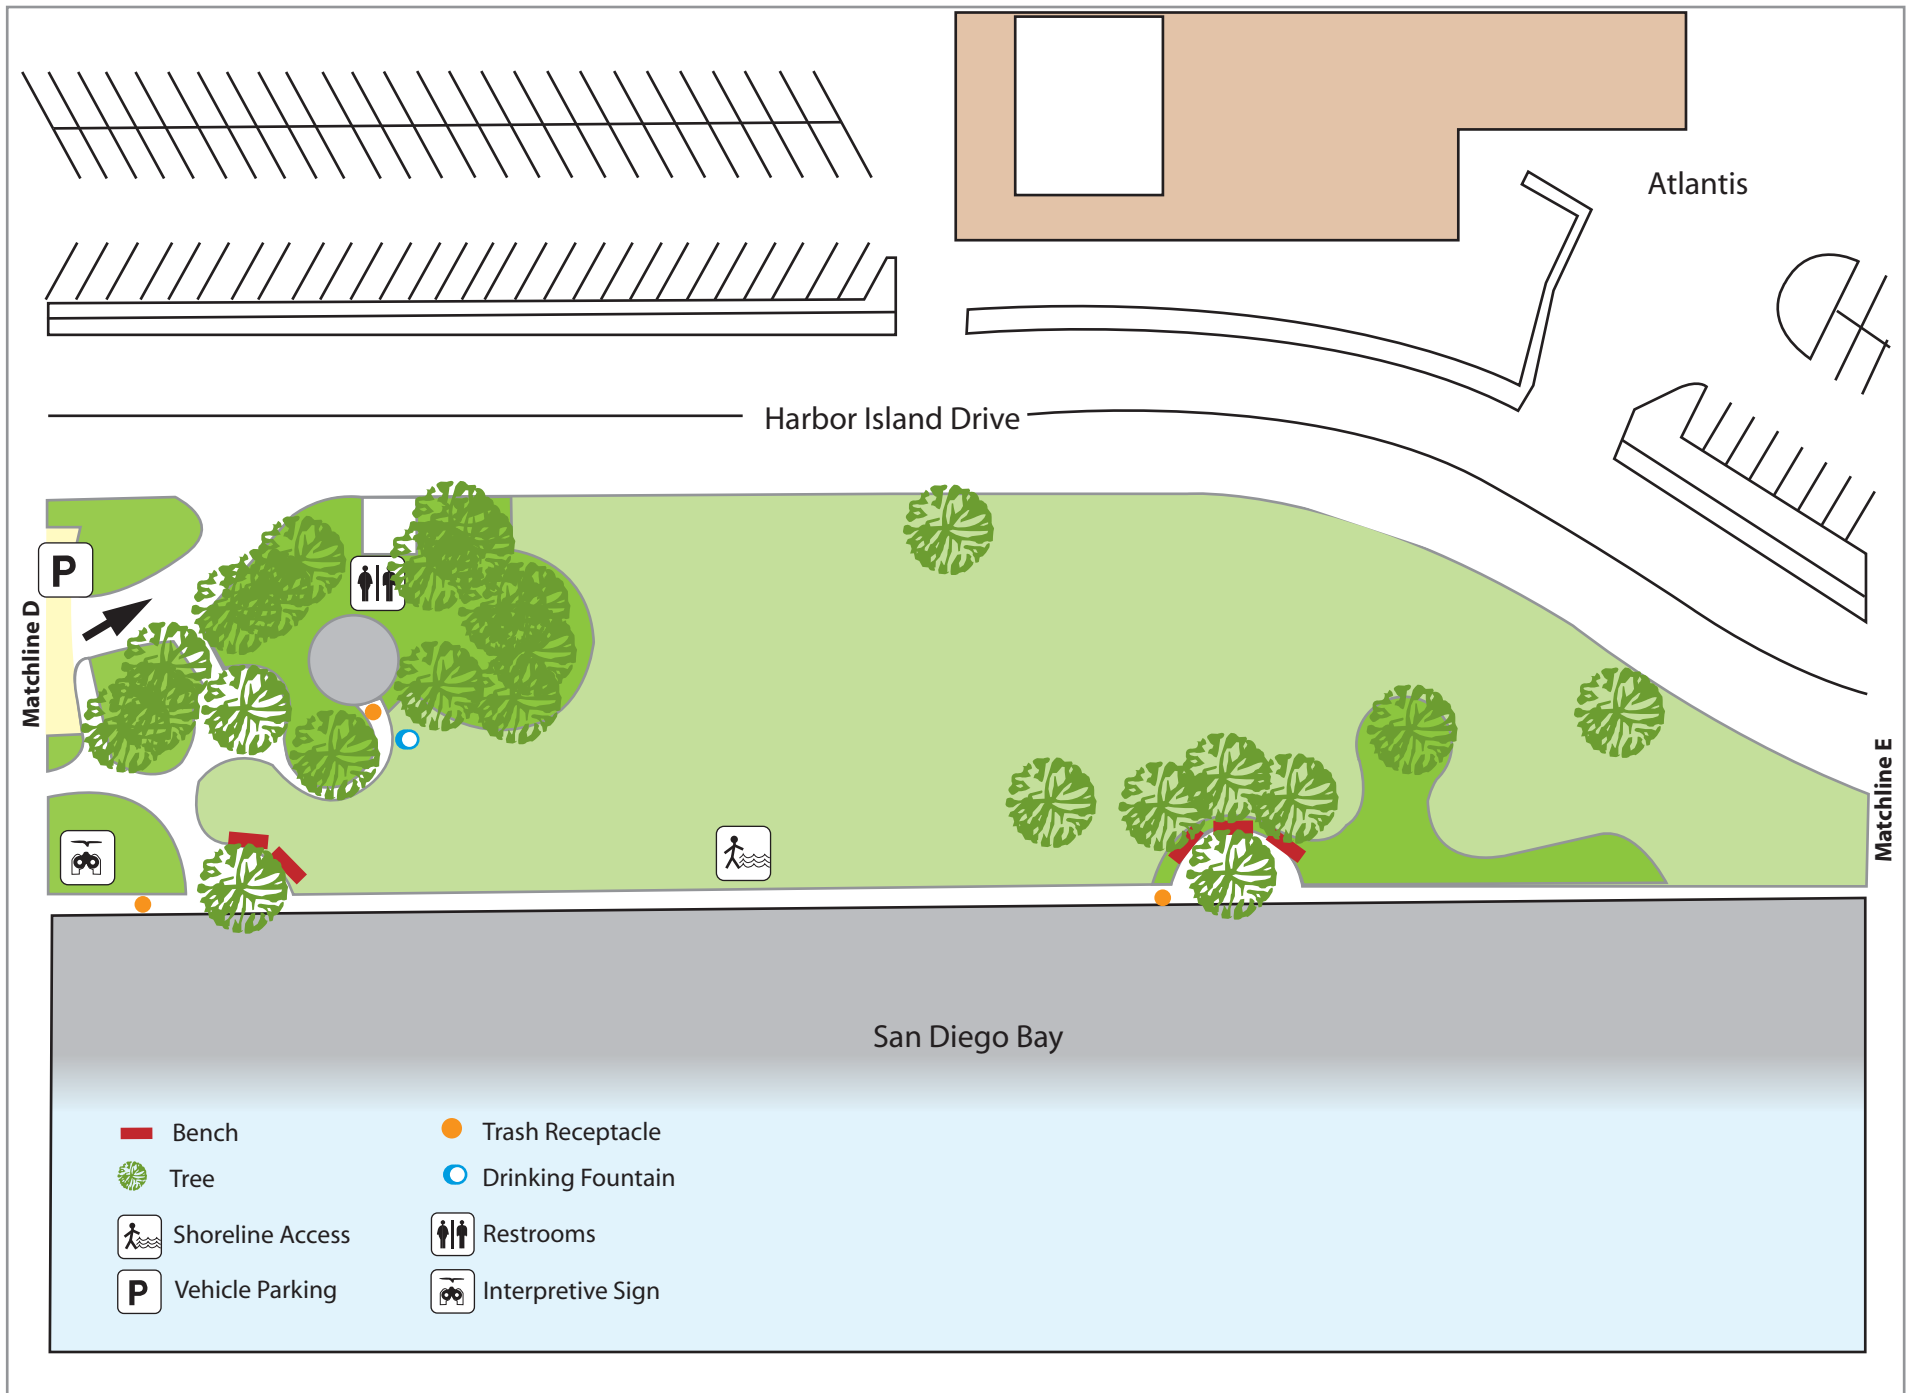 Atlantis
Harbor Island Drive
P
Matchline D
Matchline E
San Diego Bay
Bench
Trash Receptacle
Tree
Drinking Fountain
Shoreline Access
Restrooms
P
Vehicle Parking
Interpretive Sign